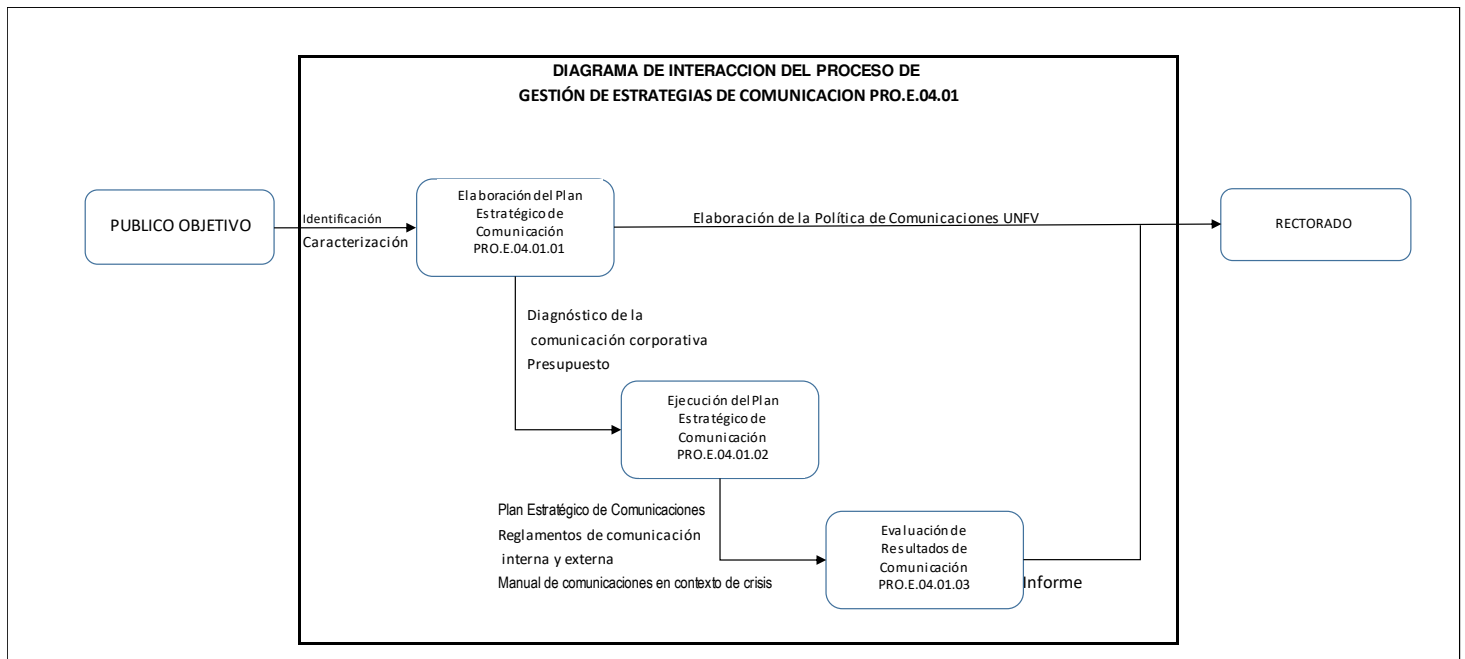 DIAGRAMA DE INTERACCION DEL PROCESO DE
GESTIÓN DE ESTRATEGIAS DE COMUNICACION PRO.E.04.01
PUBLICO OBJETIVO
Identificación
Caracterización
Elaboración del Plan
Estratégico de
Comunicación
PRO.E.04.01.01
Elaboración de la Política de Comunicaciones UNFV
RECTORADO
Diagnóstico de la
comunicación corporativa
Presupuesto
Ejecución del Plan
Estratégico de
Comunicación
PRO.E.04.01.02
Plan Estratégico de Comunicaciones
Reglamentos de comunicación
interna y externa
Manual de comunicaciones en contexto de crisis
Evaluación de
Resultados de
Comunicación
PRO.E.04.01.03
Informe